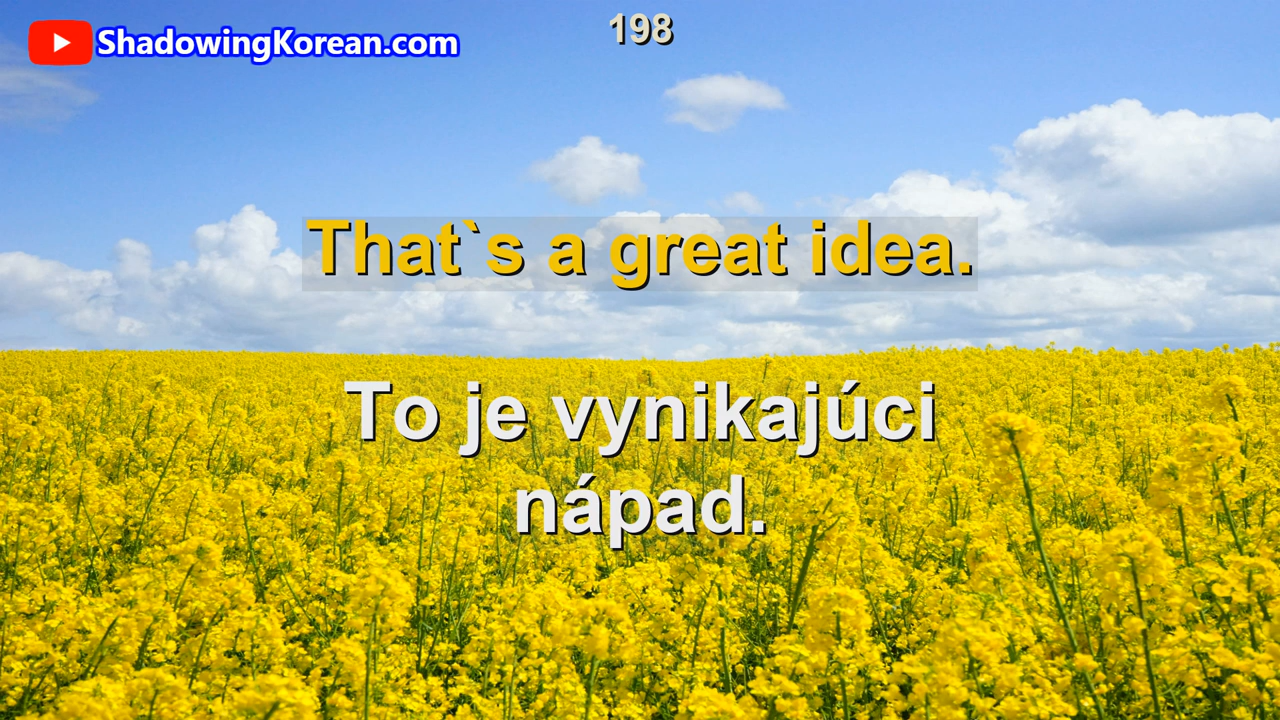 ShadowingKorean.com
198
That`s a great idea.
To je vynikajúci
nápad.